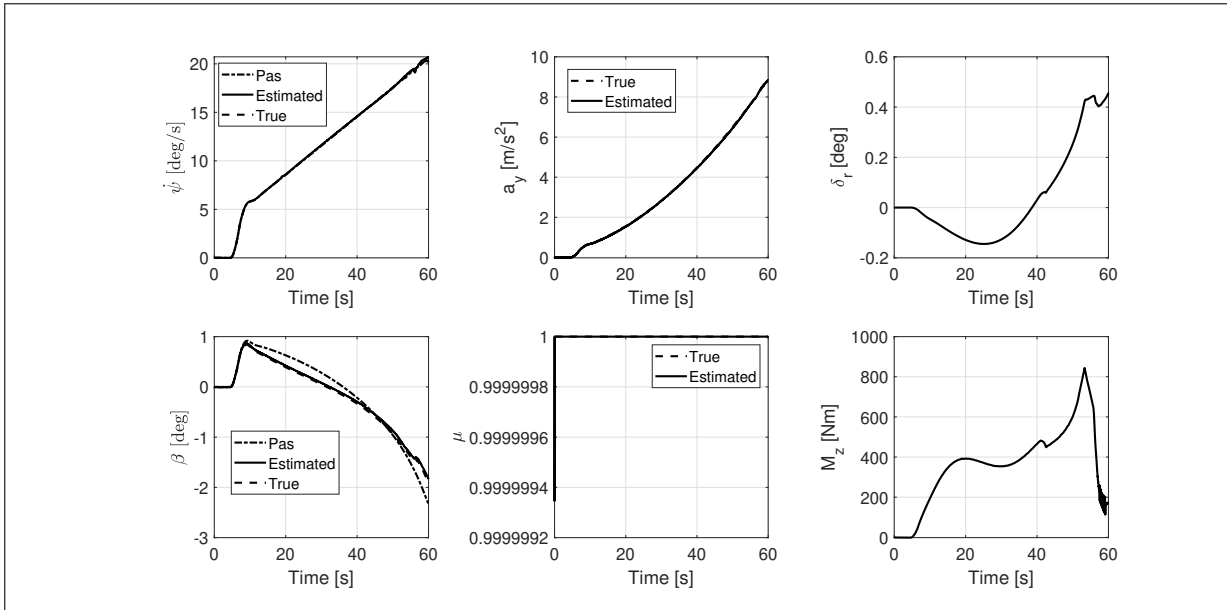 20
15
10
5
0
ψ̇ [deg/s]
Pas
Estimated
True
0 20 40 60
Time [s]
10
8
6
4
2
0
a_y [m/s²]
True
Estimated
0 20 40 60
Time [s]
0.6
0.4
0.2
0
-0.2
δ_r [deg]
0 20 40 60
Time [s]
1
0
-1
-2
-3
β [deg]
Pas
Estimated
True
0 20 40 60
Time [s]
1
0.9999998
0.9999996
0.9999994
0.9999992
μ
True
Estimated
0 20 40 60
Time [s]
1000
800
600
400
200
0
M_z [Nm]
0 20 40 60
Time [s]